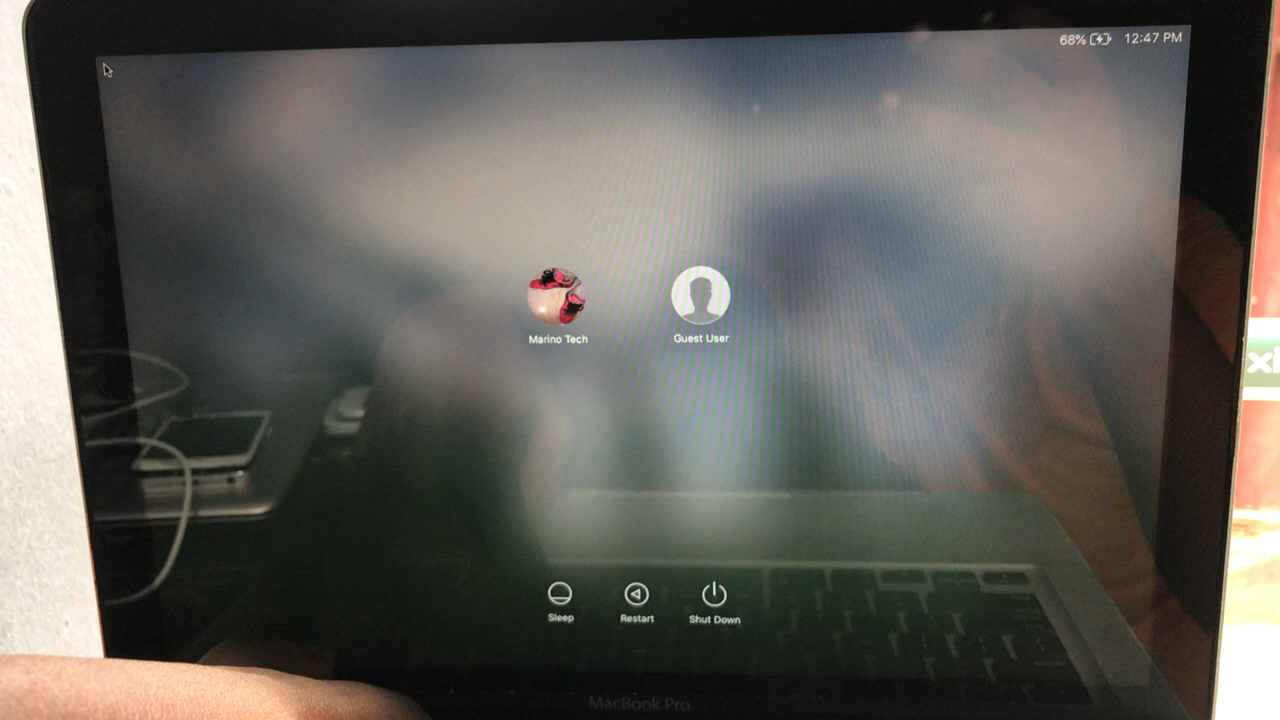 68% 12:47 PM
Marino Tech
Guest User
Sleep
Restart
Shut Down
MacBook Pro